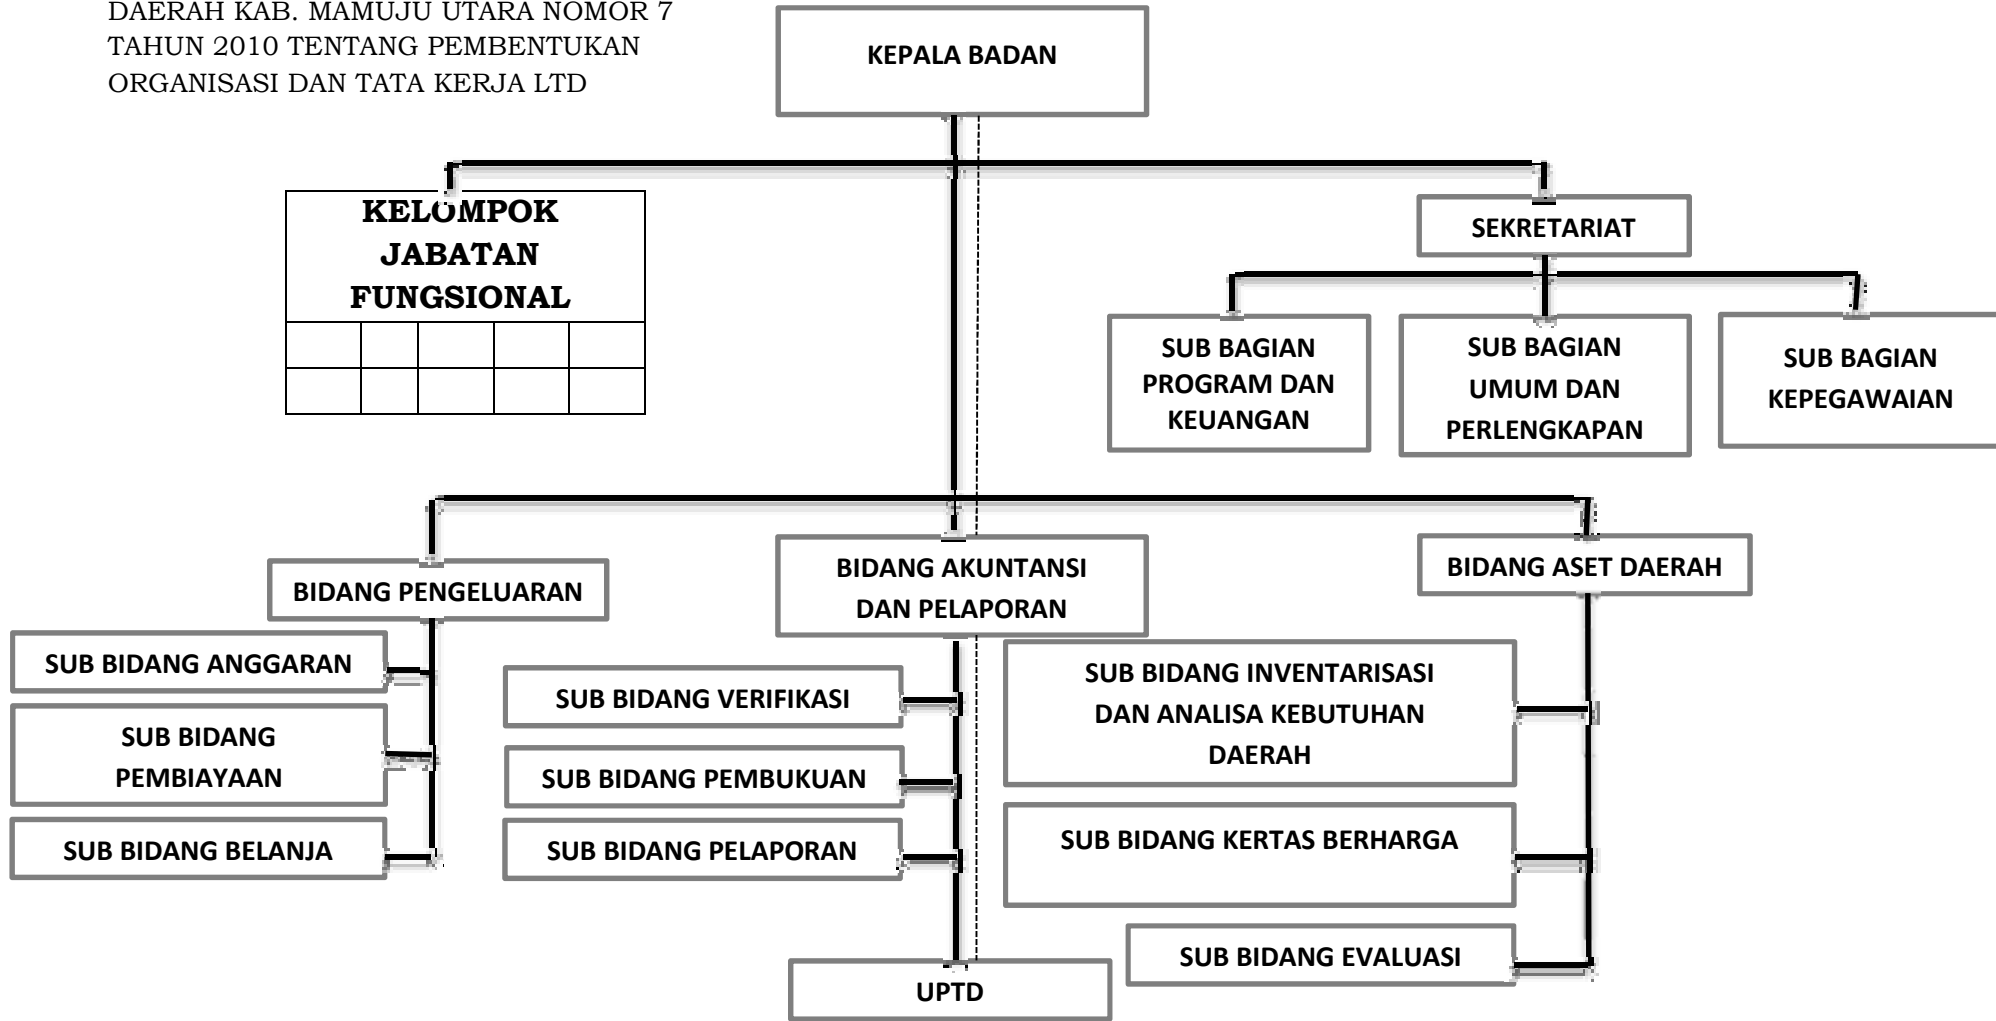 DAERAH KAB. MAMUJU UTARA NOMOR 7
TAHUN 2010 TENTANG PEMBENTUKAN
ORGANISASI DAN TATA KERJA LTD
KEPALA BADAN
KELOMPOK
JABATAN
FUNGSIONAL
SEKRETARIAT
SUB BAGIAN
PROGRAM DAN
KEUANGAN
SUB BAGIAN
UMUM DAN
PERLENGKAPAN
SUB BAGIAN
KEPEGAWAIAN
BIDANG PENGELUARAN
SUB BIDANG ANGGARAN
SUB BIDANG
PEMBIAYAAN
SUB BIDANG BELANJA
BIDANG AKUNTANSI
DAN PELAPORAN
SUB BIDANG VERIFIKASI
SUB BIDANG PEMBUKUAN
SUB BIDANG PELAPORAN
BIDANG ASET DAERAH
SUB BIDANG INVENTARISASI
DAN ANALISA KEBUTUHAN
DAERAH
SUB BIDANG KERTAS BERHARGA
SUB BIDANG EVALUASI
UPTD